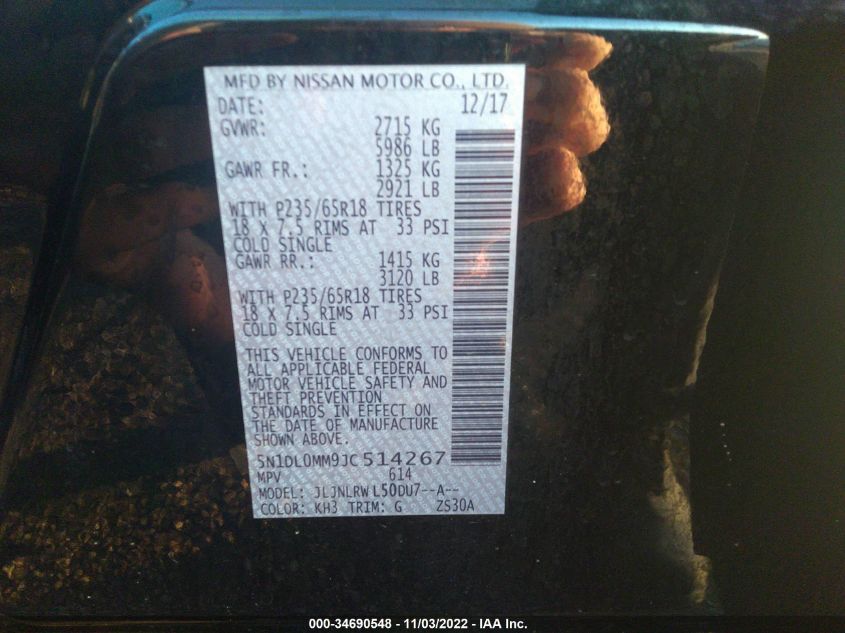 MFD BY NISSAN MOTOR CO., LTD.
DATE: 12/17
GVWR: 2715 KG
5986 LB
GAWR FR.: 1325 KG
2921 LB
WITH P235/65R18 TIRES
18 X 7.5 RIMS AT 33 PSI
COLD SINGLE
GAWR RR.: 1415 KG
3120 LB
WITH P235/65R18 TIRES
18 X 7.5 RIMS AT 33 PSI
COLD SINGLE
THIS VEHICLE CONFORMS TO
ALL APPLICABLE FEDERAL
MOTOR VEHICLE SAFETY AND
THEFT PREVENTION
STANDARDS IN EFFECT ON
THE DATE OF MANUFACTURE
SHOWN ABOVE.
5N1DL0MM9JC514267
MPV 614
MODEL: JLJNLRW L50DU7--A--
COLOR: KH3 TRIM: G ZS30A
000-34690548 - 11/03/2022 - IAA Inc.